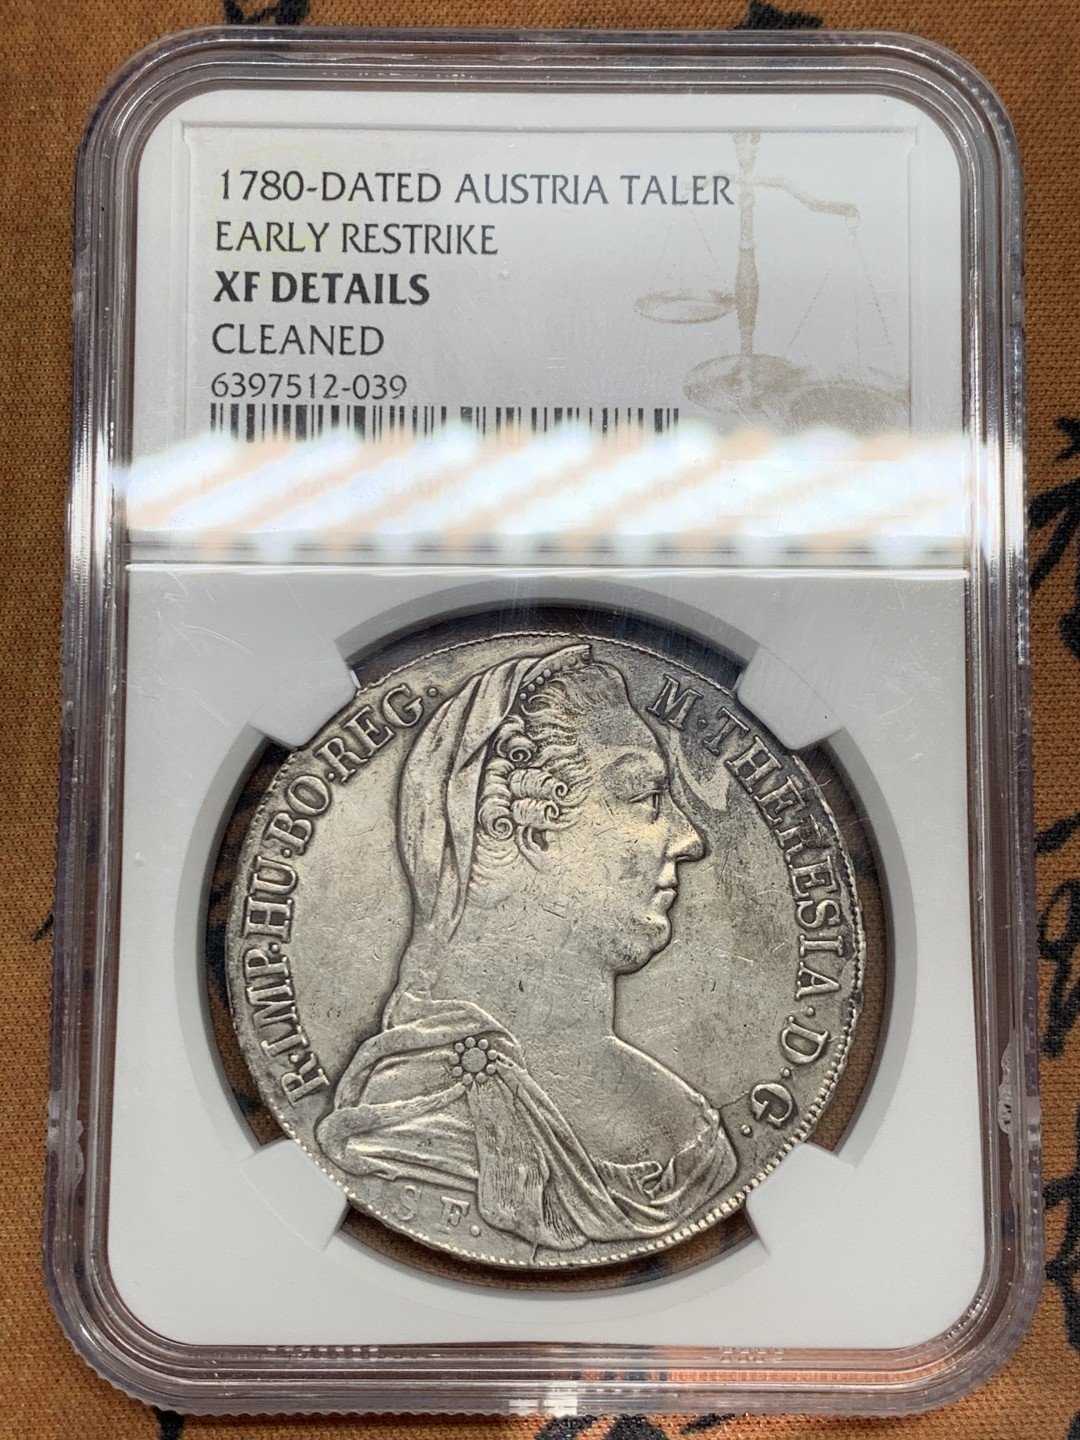 1780-DATED AUSTRIA TALER
EARLY RESTRIKE
XF DETAILS
CLEANED
6397512-039
R·IMP·HU·BO·REG.
M·THERESIA·D·G.
S F.